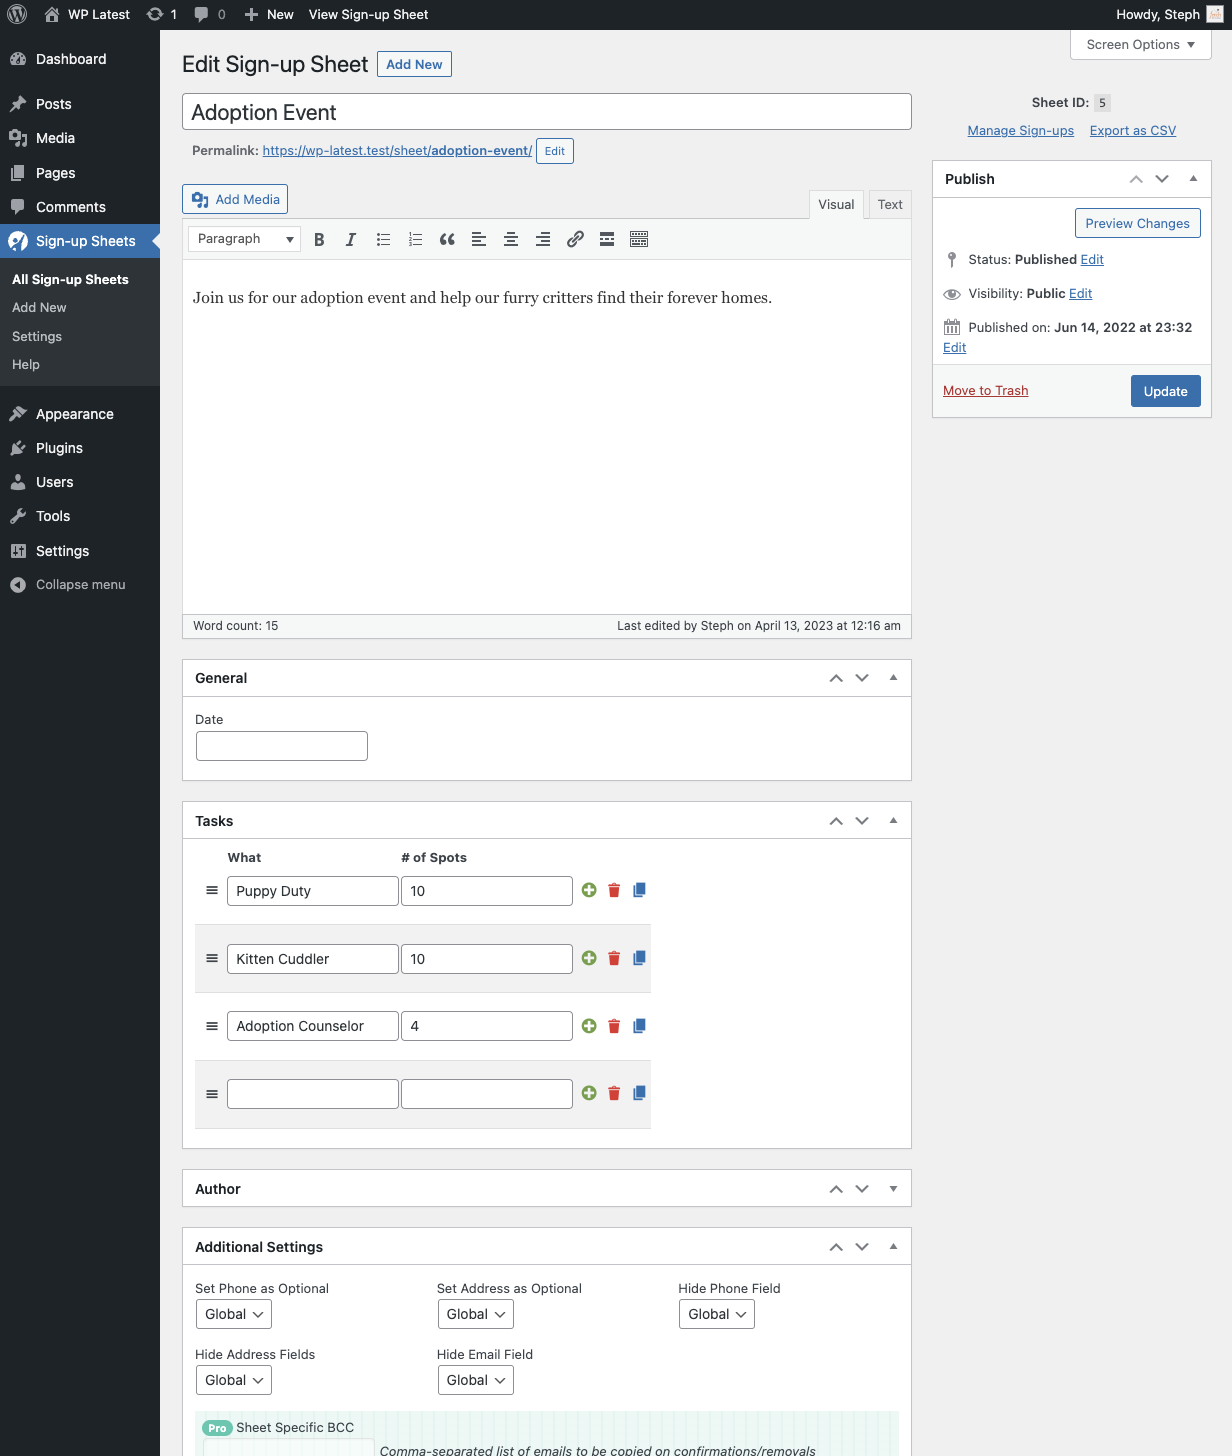 WP Latest 1 0 New View Sign-up Sheet Howdy, Steph
Dashboard
Posts
Media
Pages
Comments
Sign-up Sheets
All Sign-up Sheets
Add New
Settings
Help
Appearance
Plugins
Users
Tools
Settings
Collapse menu
Screen Options
Edit Sign-up Sheet Add New
Adoption Event
Permalink: https://wp-latest.test/sheet/adoption-event/ Edit
Add Media Visual Text
Paragraph B I
Join us for our adoption event and help our furry critters find their forever homes.
Word count: 15 Last edited by Steph on April 13, 2023 at 12:16 am
Sheet ID: 5
Manage Sign-ups Export as CSV
Publish
Preview Changes
Status: Published Edit
Visibility: Public Edit
Published on: Jun 14, 2022 at 23:32
Edit
Move to Trash Update
General
Date
Tasks
What # of Spots
Puppy Duty 10
Kitten Cuddler 10
Adoption Counselor 4
Author
Additional Settings
Set Phone as Optional Set Address as Optional Hide Phone Field
Global Global Global
Hide Address Fields Hide Email Field
Global Global
Pro Sheet Specific BCC
Comma-separated list of emails to be copied on confirmations/removals